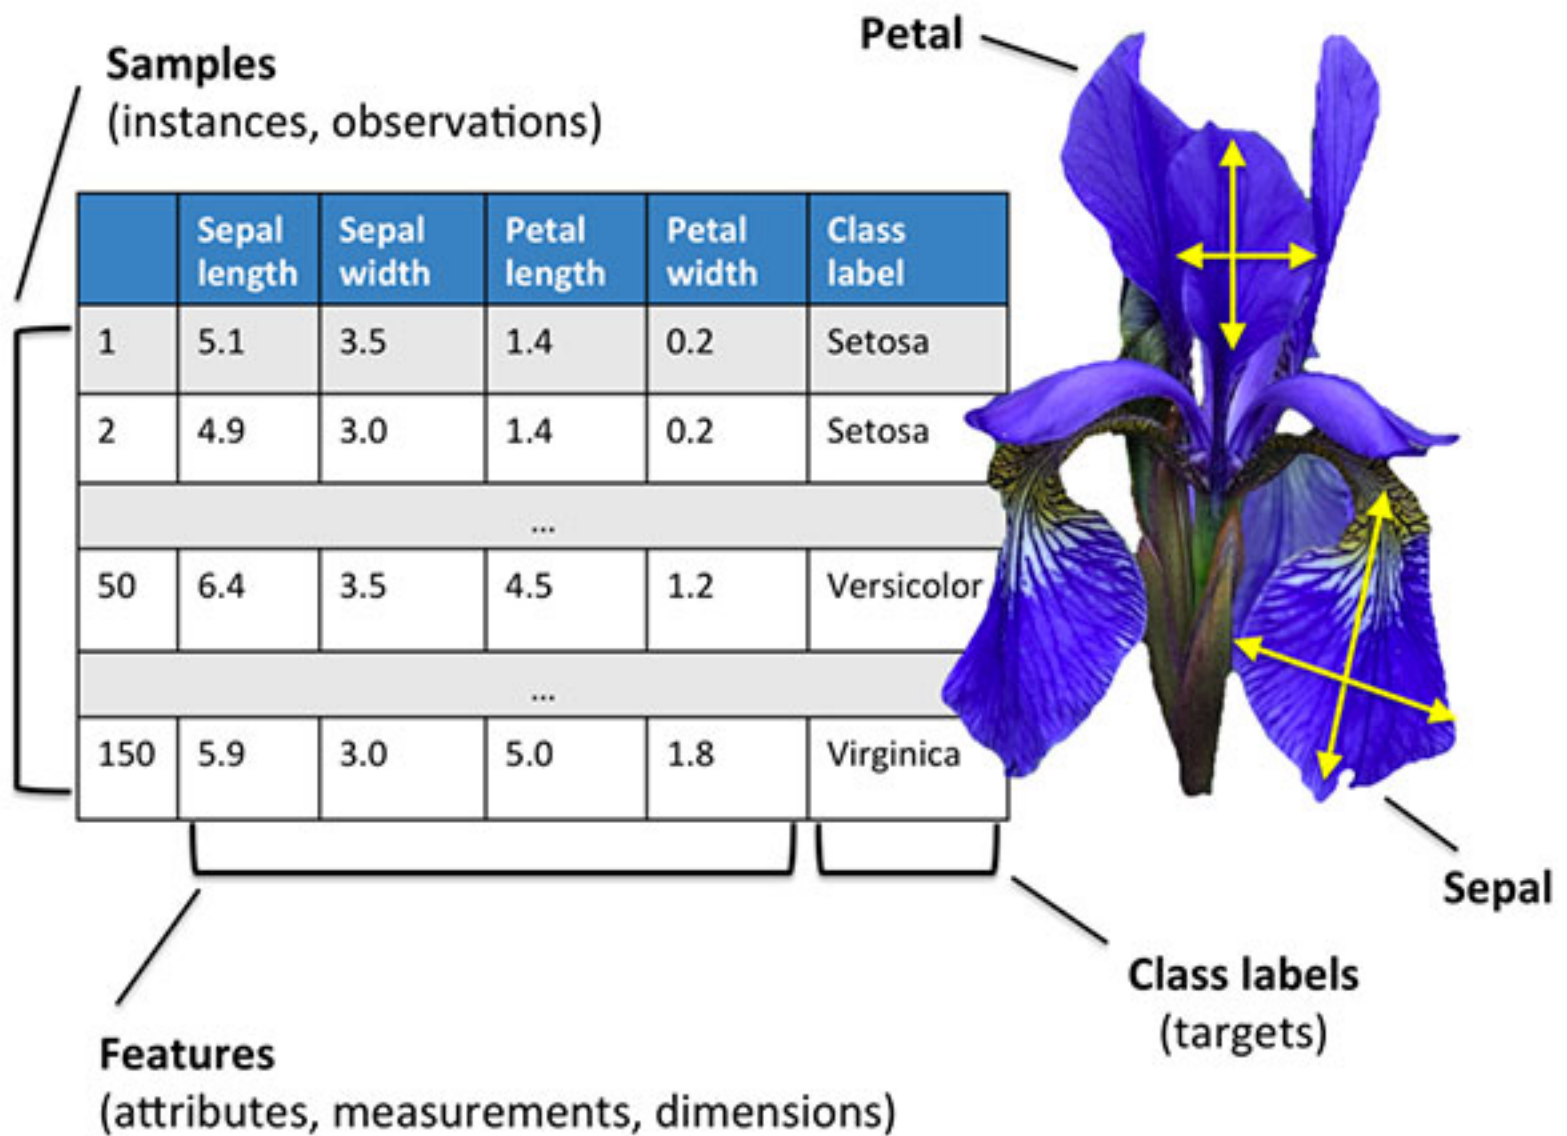 Petal
Samples
(instances, observations)
Sepal length Sepal width Petal length Petal width Class label
1 5.1 3.5 1.4 0.2 Setosa
2 4.9 3.0 1.4 0.2 Setosa
...
50 6.4 3.5 4.5 1.2 Versicolor
...
150 5.9 3.0 5.0 1.8 Virginica
Sepal
Class labels
(targets)
Features
(attributes, measurements, dimensions)